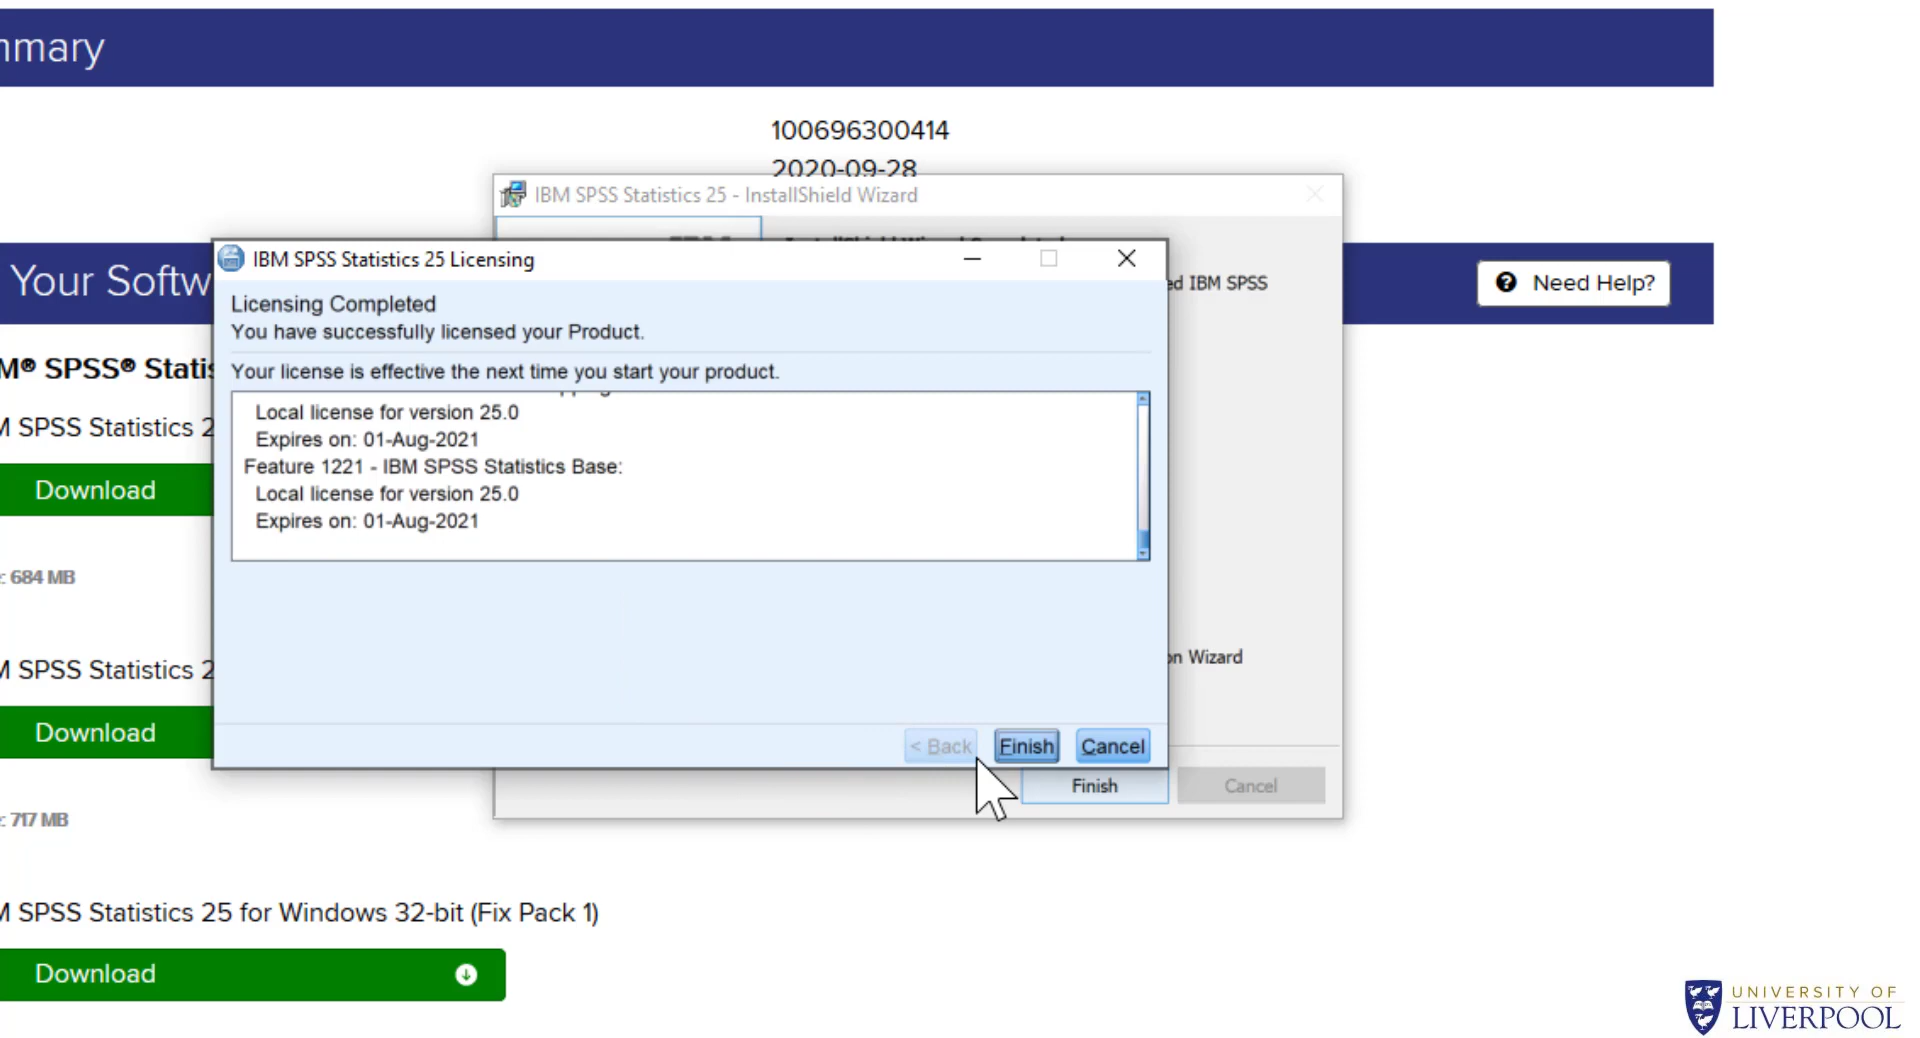 mmary
100696300414
2020-09-28
IBM SPSS Statistics 25 - InstallShield Wizard
Your Softw
Need Help?
IBM SPSS Statistics 25 Licensing
ed IBM SPSS
Licensing Completed
You have successfully licensed your Product.
Your license is effective the next time you start your product.
Local license for version 25.0
Expires on: 01-Aug-2021
Feature 1221 - IBM SPSS Statistics Base:
Local license for version 25.0
Expires on: 01-Aug-2021
M® SPSS® Statis
M SPSS Statistics 2
Download
: 684 MB
M SPSS Statistics 2
Download
on Wizard
< Back Finish Cancel
Finish Cancel
: 717 MB
M SPSS Statistics 25 for Windows 32-bit (Fix Pack 1)
Download
UNIVERSITY OF
LIVERPOOL